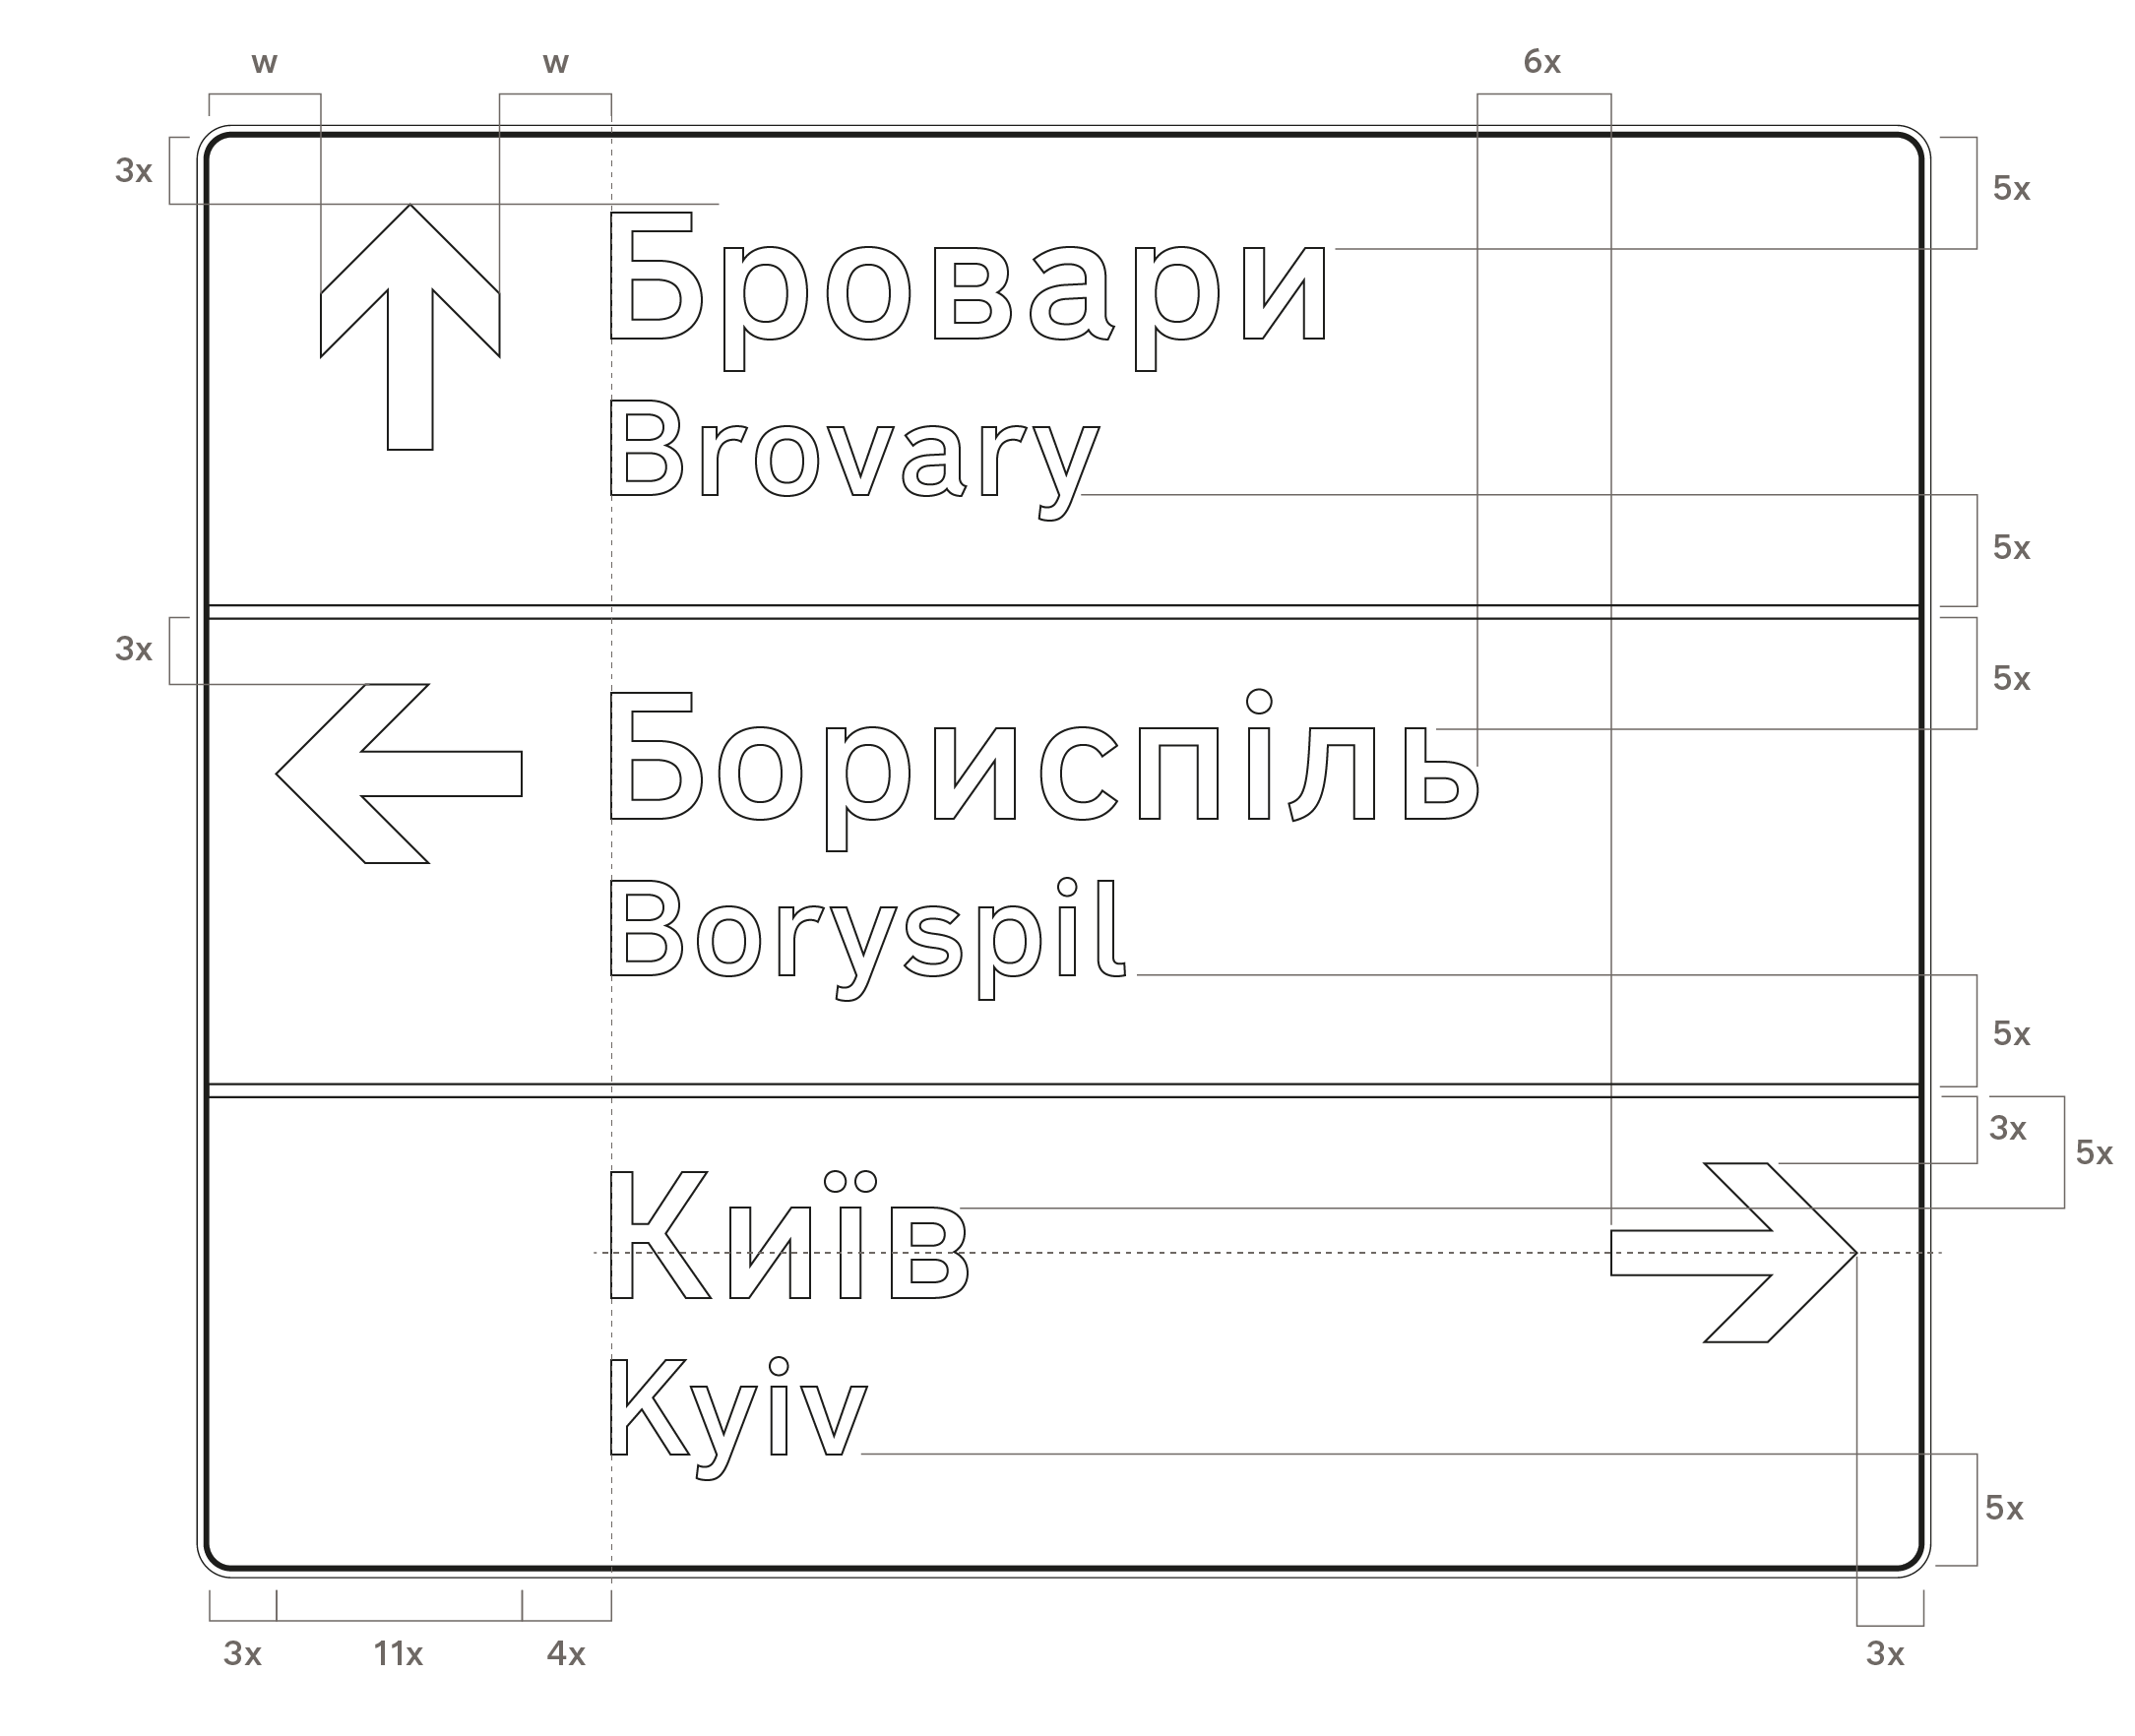 w w 6x
3x 5x
Бровари
Brovary
5x
3x 5x
Бориспіль
Boryspil
5x
3x 5x
Київ
Kyiv
5x
3x 11x 4x 3x